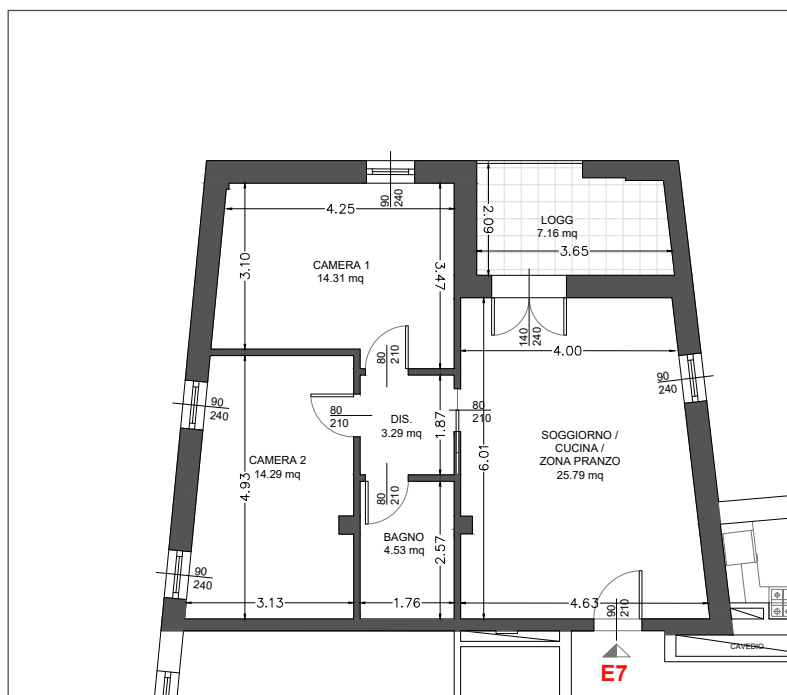 90
240
4.25
3.10
3.47
CAMERA 1
14.31 mq
2.09
LOGG
7.16 mq
3.65
140
240
4.00
80
210
90
240
90
240
80
210
DIS.
3.29 mq
1.87
80
210
6.01
SOGGIORNO /
CUCINA /
ZONA PRANZO
25.79 mq
CAMERA 2
14.29 mq
4.93
80
210
BAGNO
4.53 mq
2.57
90
240
3.13
1.76
4.63
90
210
CAVEDIO
E7